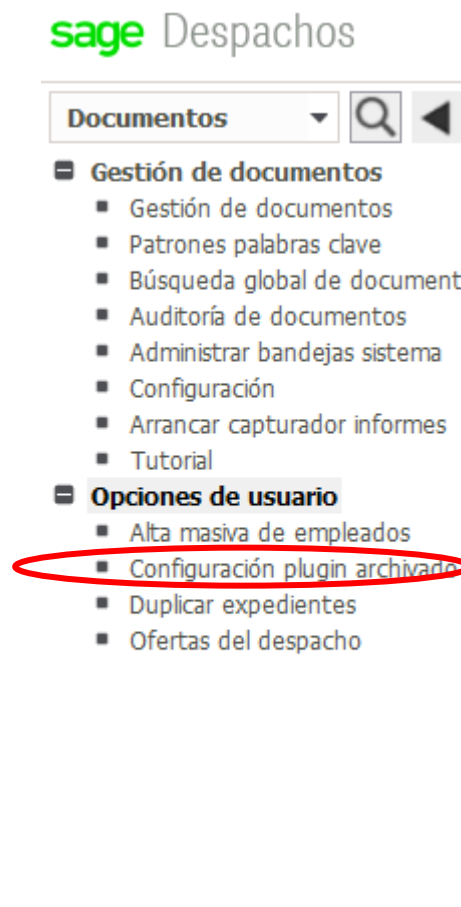 sage Despachos
Documentos
Gestión de documentos
Gestión de documentos
Patrones palabras clave
Búsqueda global de document
Auditoría de documentos
Administrar bandejas sistema
Configuración
Arrancar capturador informes
Tutorial
Opciones de usuario
Alta masiva de empleados
Configuración plugin archivado
Duplicar expedientes
Ofertas del despacho